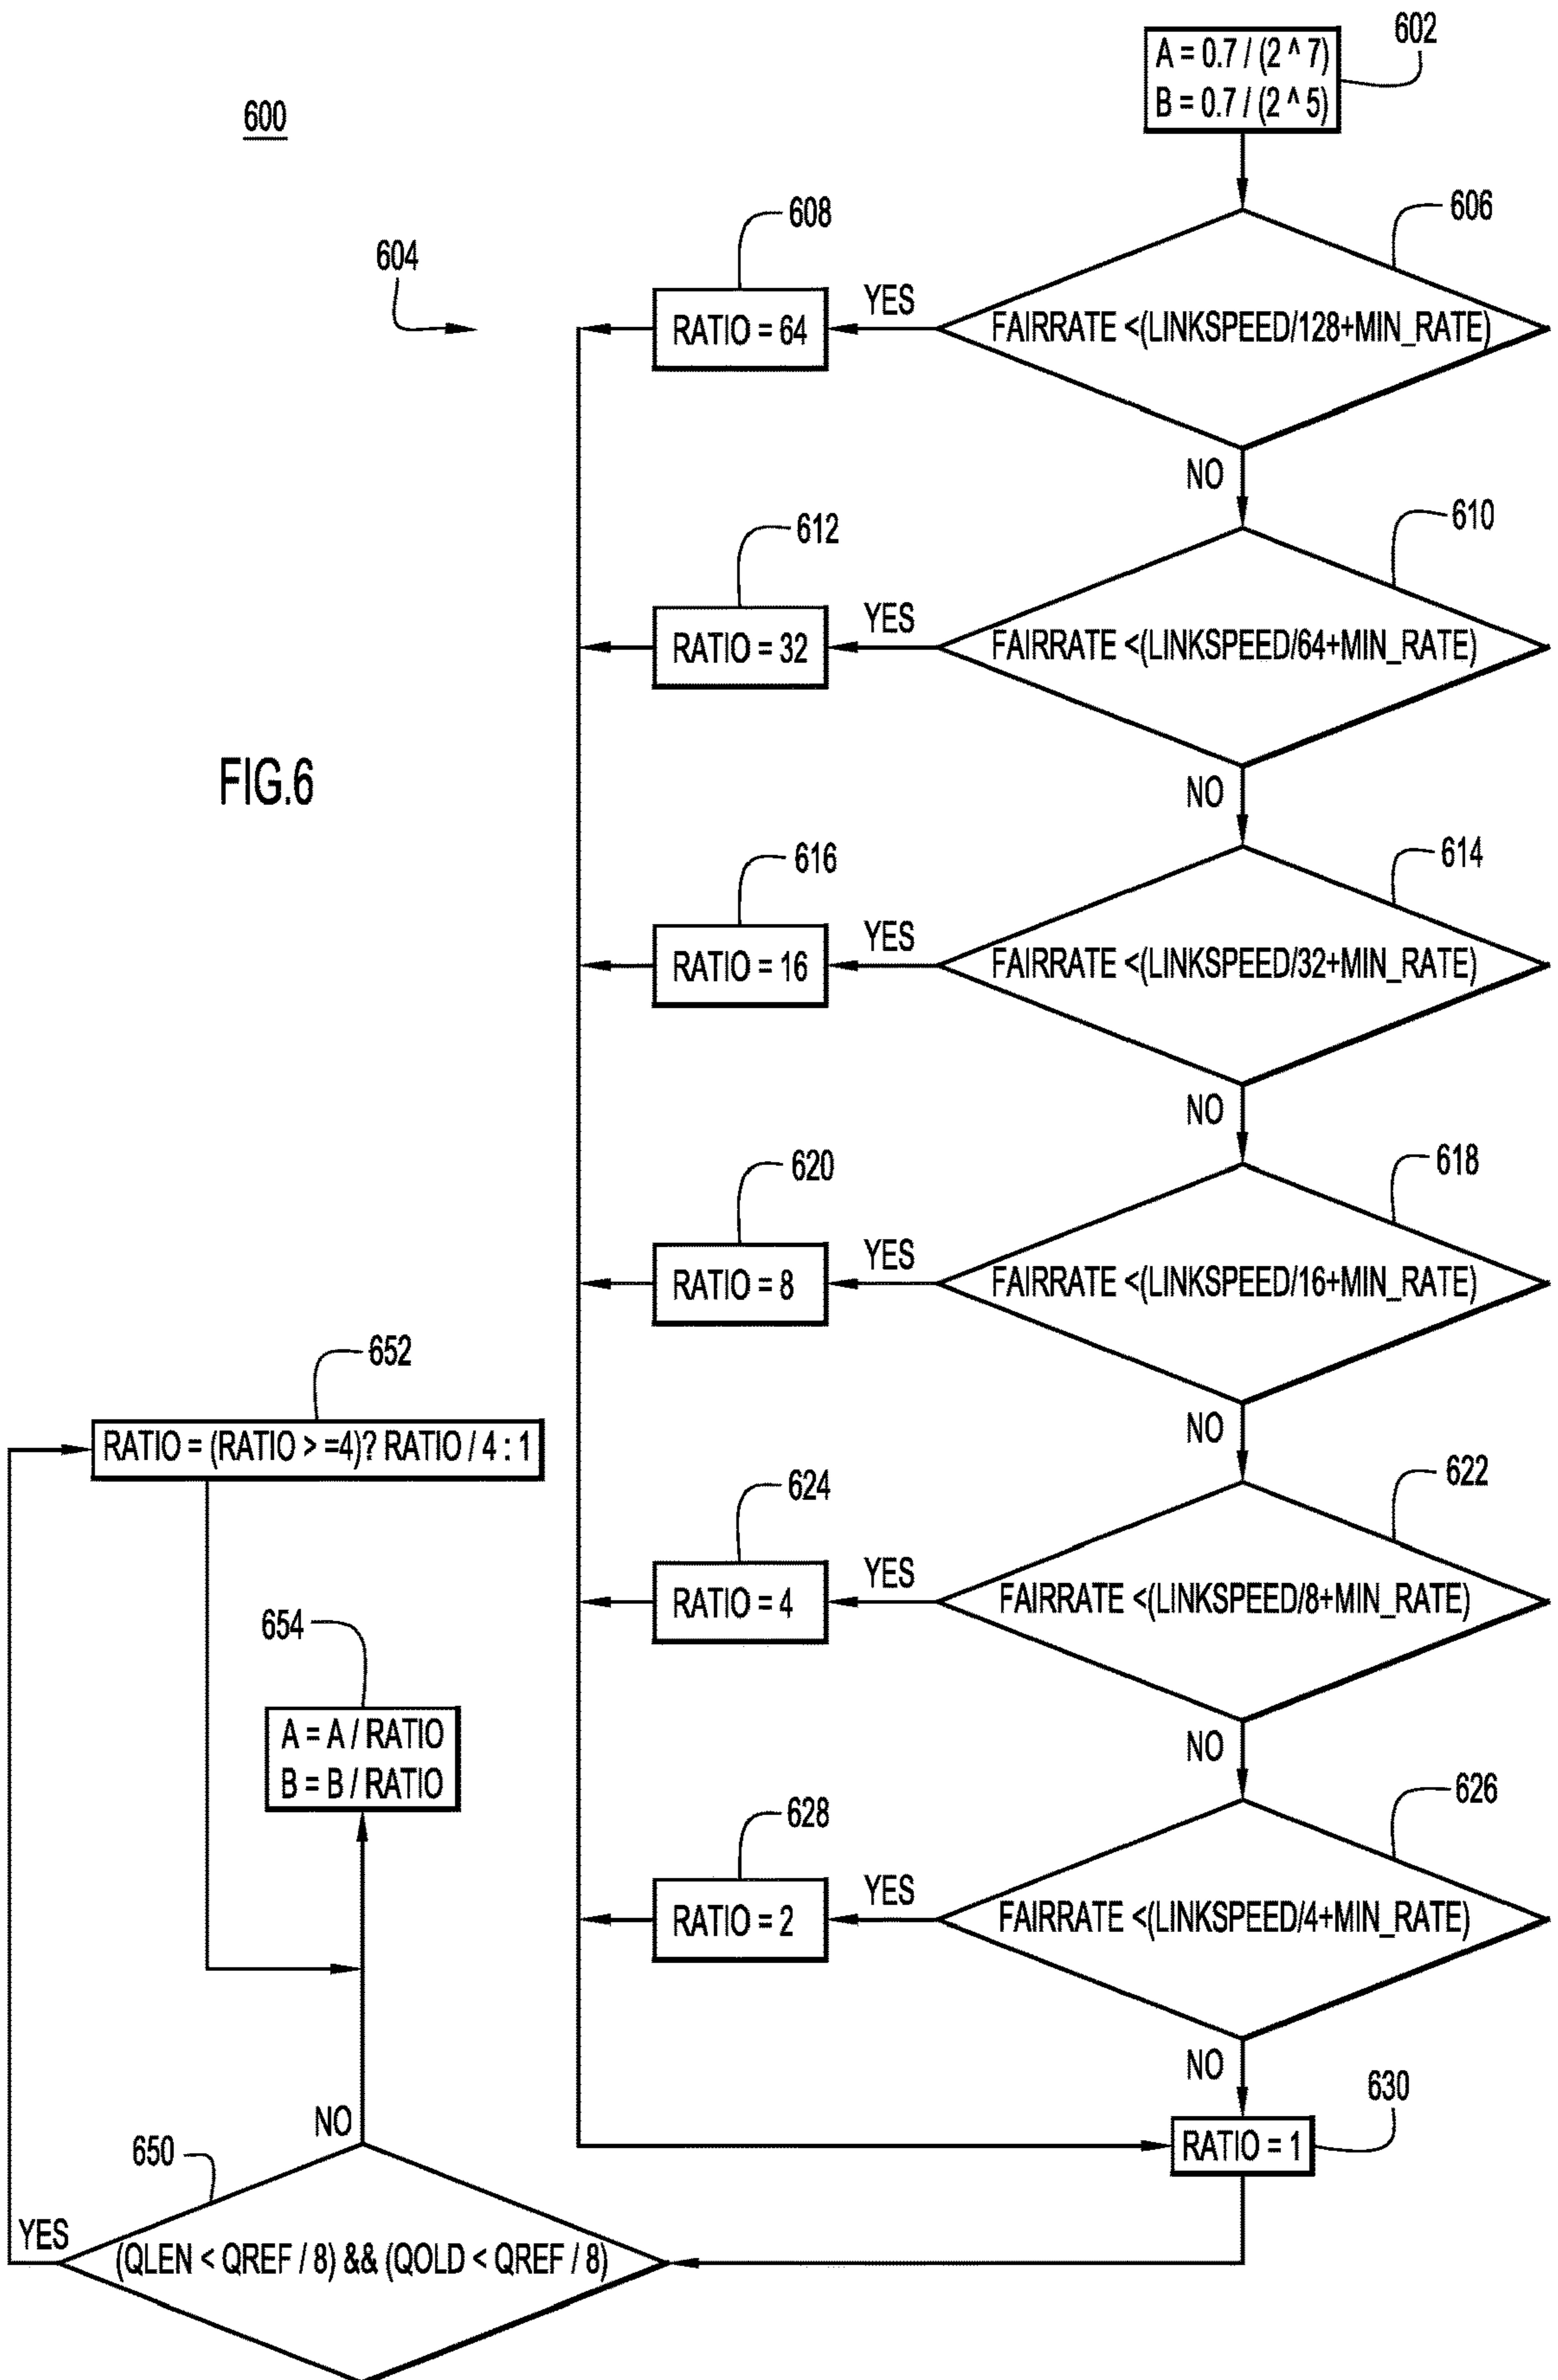 602
A = 0.7 / (2 ^ 7)
B = 0.7 / (2 ^ 5)
600
606
608
604
YES
RATIO = 64
FAIRRATE <(LINKSPEED/128+MIN_RATE)
NO
610
612
YES
RATIO = 32
FAIRRATE <(LINKSPEED/64+MIN_RATE)
FIG.6
NO
614
616
YES
RATIO = 16
FAIRRATE <(LINKSPEED/32+MIN_RATE)
NO
618
620
YES
RATIO = 8
FAIRRATE <(LINKSPEED/16+MIN_RATE)
652
NO
RATIO = (RATIO > =4)? RATIO / 4 : 1
622
624
YES
RATIO = 4
FAIRRATE <(LINKSPEED/8+MIN_RATE)
654
A = A / RATIO
B = B / RATIO
NO
626
628
YES
RATIO = 2
FAIRRATE <(LINKSPEED/4+MIN_RATE)
NO
630
RATIO = 1
NO
650
YES
(QLEN < QREF / 8) && (QOLD < QREF / 8)